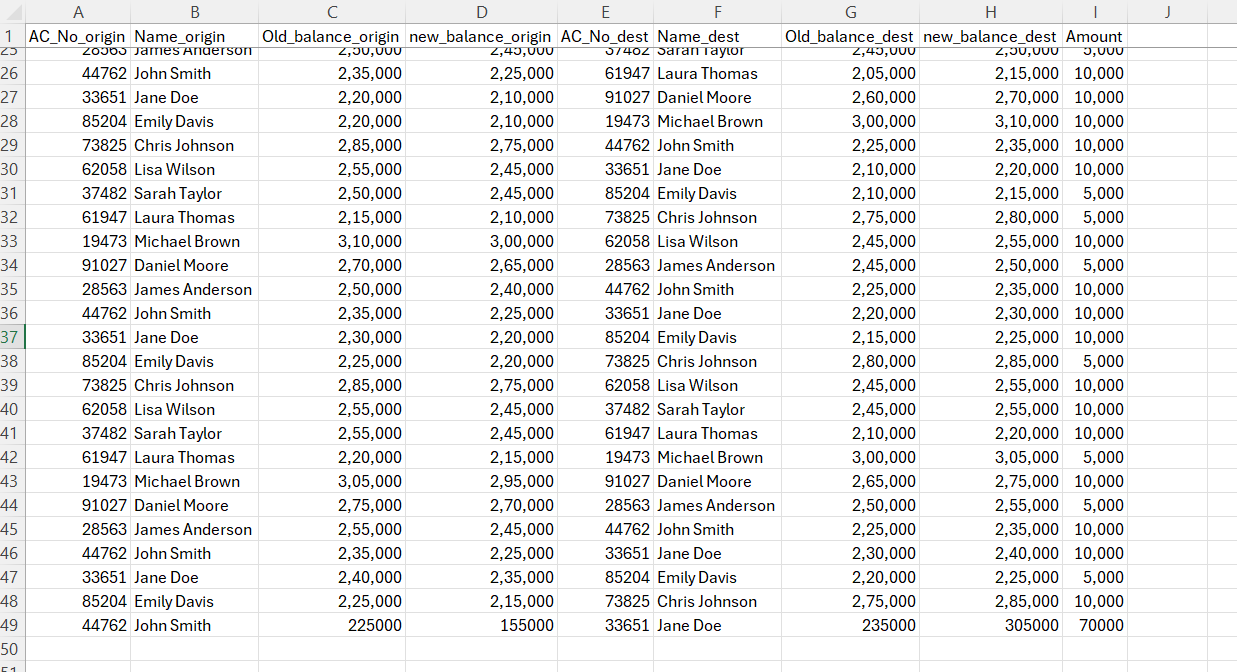 A B C D E F G H I J
1 AC_No_origin Name_origin Old_balance_origin new_balance_origin AC_No_dest Name_dest Old_balance_dest new_balance_dest Amount
25 28563 James Anderson 2,50,000 2,45,000 37482 Sarah Taylor 2,45,000 2,50,000 5,000
26 44762 John Smith 2,35,000 2,25,000 61947 Laura Thomas 2,05,000 2,15,000 10,000
27 33651 Jane Doe 2,20,000 2,10,000 91027 Daniel Moore 2,60,000 2,70,000 10,000
28 85204 Emily Davis 2,20,000 2,10,000 19473 Michael Brown 3,00,000 3,10,000 10,000
29 73825 Chris Johnson 2,85,000 2,75,000 44762 John Smith 2,25,000 2,35,000 10,000
30 62058 Lisa Wilson 2,55,000 2,45,000 33651 Jane Doe 2,10,000 2,20,000 10,000
31 37482 Sarah Taylor 2,50,000 2,45,000 85204 Emily Davis 2,10,000 2,15,000 5,000
32 61947 Laura Thomas 2,15,000 2,10,000 73825 Chris Johnson 2,75,000 2,80,000 5,000
33 19473 Michael Brown 3,10,000 3,00,000 62058 Lisa Wilson 2,45,000 2,55,000 10,000
34 91027 Daniel Moore 2,70,000 2,65,000 28563 James Anderson 2,45,000 2,50,000 5,000
35 28563 James Anderson 2,50,000 2,40,000 44762 John Smith 2,25,000 2,35,000 10,000
36 44762 John Smith 2,35,000 2,25,000 33651 Jane Doe 2,20,000 2,30,000 10,000
37 33651 Jane Doe 2,30,000 2,20,000 85204 Emily Davis 2,15,000 2,25,000 10,000
38 85204 Emily Davis 2,25,000 2,20,000 73825 Chris Johnson 2,80,000 2,85,000 5,000
39 73825 Chris Johnson 2,85,000 2,75,000 62058 Lisa Wilson 2,45,000 2,55,000 10,000
40 62058 Lisa Wilson 2,55,000 2,45,000 37482 Sarah Taylor 2,45,000 2,55,000 10,000
41 37482 Sarah Taylor 2,55,000 2,45,000 61947 Laura Thomas 2,10,000 2,20,000 10,000
42 61947 Laura Thomas 2,20,000 2,15,000 19473 Michael Brown 3,00,000 3,05,000 5,000
43 19473 Michael Brown 3,05,000 2,95,000 91027 Daniel Moore 2,65,000 2,75,000 10,000
44 91027 Daniel Moore 2,75,000 2,70,000 28563 James Anderson 2,50,000 2,55,000 5,000
45 28563 James Anderson 2,55,000 2,45,000 44762 John Smith 2,25,000 2,35,000 10,000
46 44762 John Smith 2,35,000 2,25,000 33651 Jane Doe 2,30,000 2,40,000 10,000
47 33651 Jane Doe 2,40,000 2,35,000 85204 Emily Davis 2,20,000 2,25,000 5,000
48 85204 Emily Davis 2,25,000 2,15,000 73825 Chris Johnson 2,75,000 2,85,000 10,000
49 44762 John Smith 225000 155000 33651 Jane Doe 235000 305000 70000
50
51